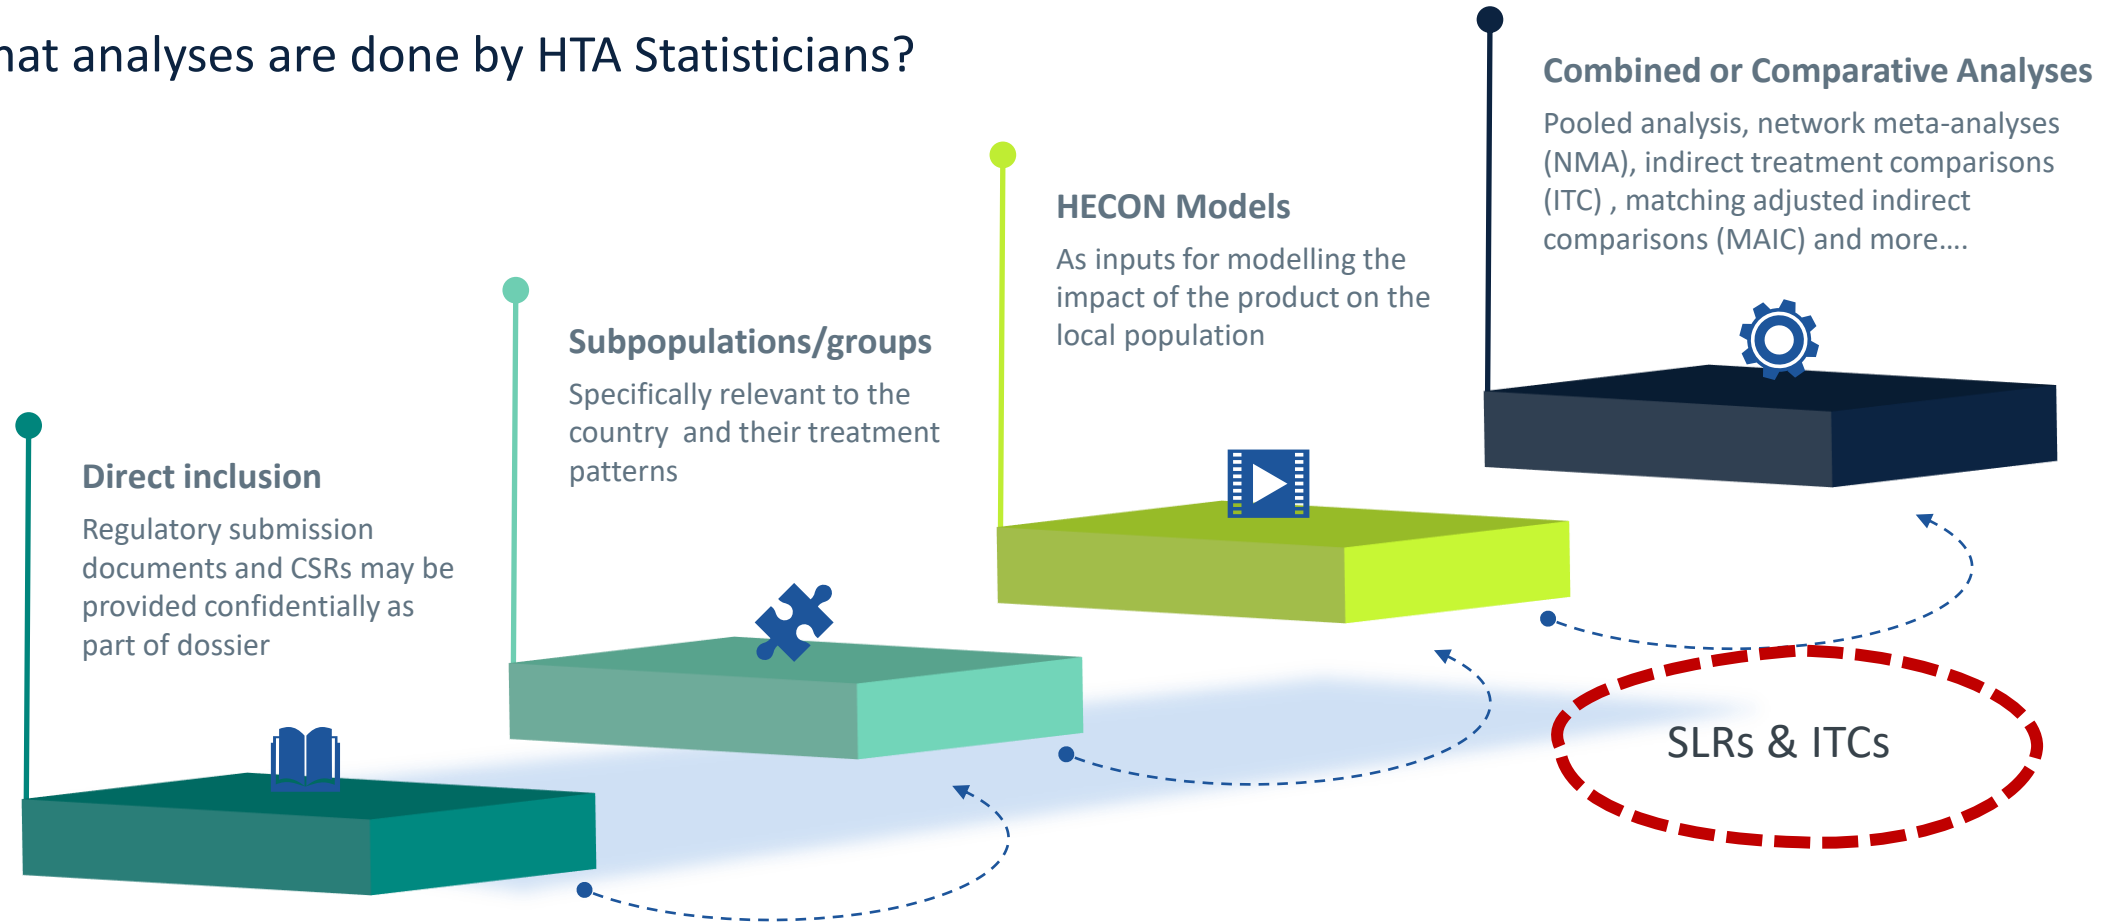 hat analyses are done by HTA Statisticians?
Direct inclusion
Regulatory submission
documents and CSRs may be
provided confidentially as
part of dossier
Subpopulations/groups
Specifically relevant to the
country  and their treatment
patterns
HECON Models
As inputs for modelling the
impact of the product on the
local population
Combined or Comparative Analyses
Pooled analysis, network meta-analyses
(NMA), indirect treatment comparisons
(ITC) , matching adjusted indirect
comparisons (MAIC) and more....
SLRs & ITCs